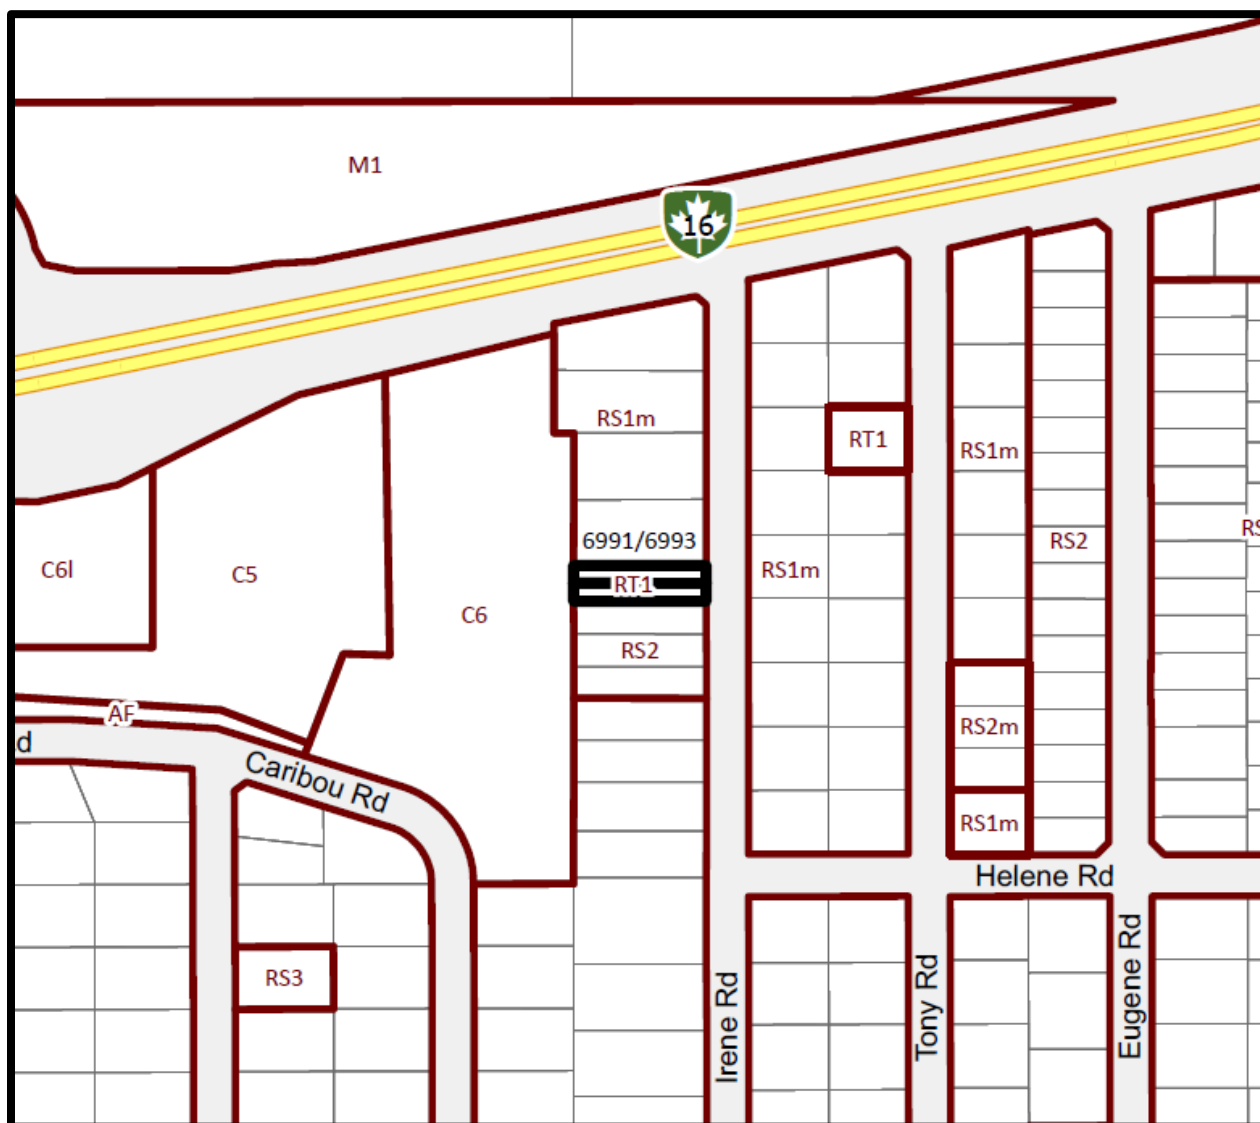 M1
16
RS1m
RT1
RS1m
6991/6993
RS2
RS
C6l
C5
RS1m
RT1
C6
RS2
AF
RS2m
d
Caribou Rd
RS1m
Helene Rd
RS3
Irene Rd
Tony Rd
Eugene Rd